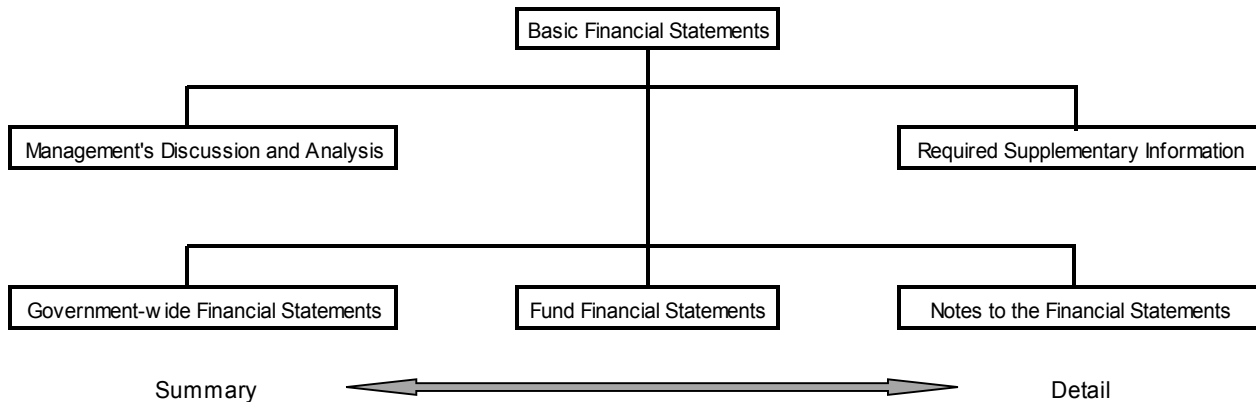 Basic Financial Statements
Management's Discussion and Analysis
Required Supplementary Information
Government-wide Financial Statements
Fund Financial Statements
Notes to the Financial Statements
Summary
Detail